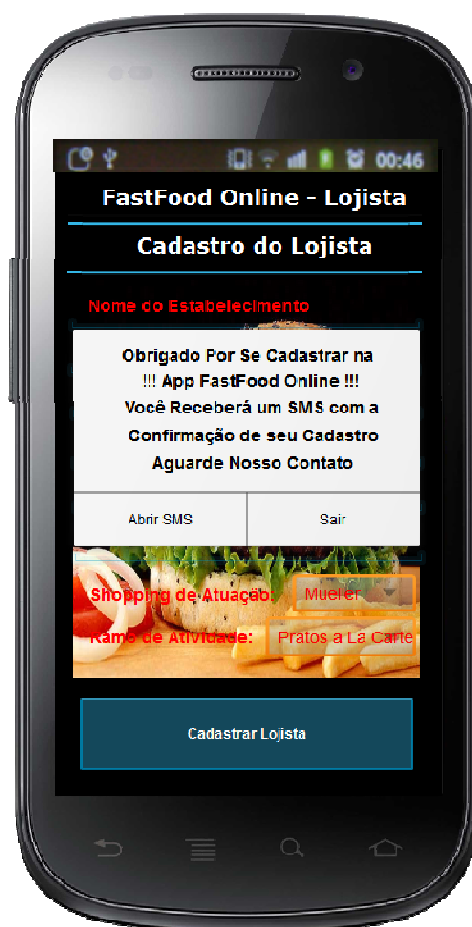 00:46
FastFood Online - Lojista
Cadastro do Lojista
Nome do Estabelecimento
Obrigado Por Se Cadastrar na
!!! App FastFood Online !!!
Você Receberá um SMS com a
Confirmação de seu Cadastro
Aguarde Nosso Contato
Abrir SMS Sair
Shopping de Atuação: Mueller
Ramo de Atividade: Pratos a La Carte
Cadastrar Lojista